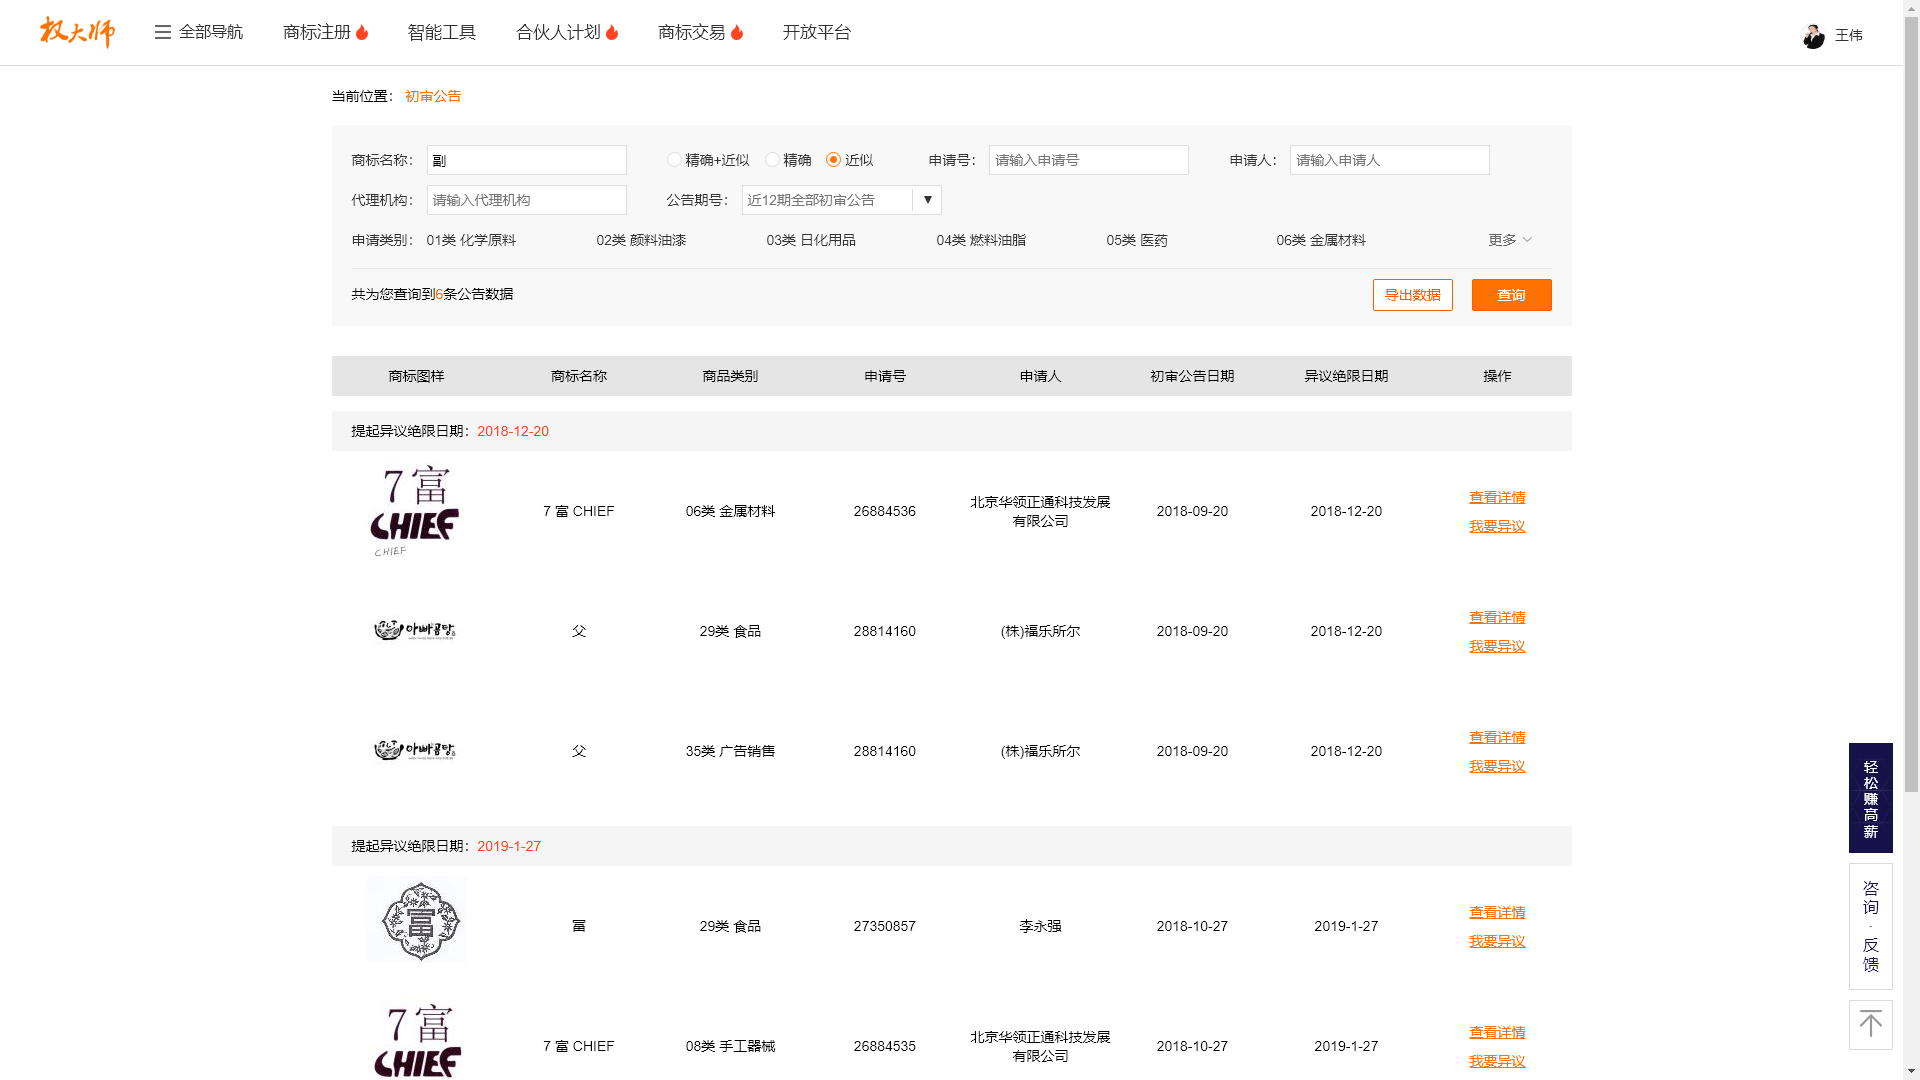 权大师
全部导航
商标注册
智能工具
合伙人计划
商标交易
开放平台
王伟
当前位置： 初审公告
商标名称： 副
精确+近似 精确 近似
申请号： 请输入申请号
申请人： 请输入申请人
代理机构： 请输入代理机构
公告期号： 近12期全部初审公告 ▼
申请类别： 01类 化学原料 02类 颜料油漆 03类 日化用品 04类 燃料油脂 05类 医药 06类 金属材料 更多
共为您查询到6条公告数据
导出数据 查询
商标图样 商标名称 商品类别 申请号 申请人 初审公告日期 异议绝限日期 操作
提起异议绝限日期：2018-12-20
7 富
CHIEF
CHIEF
7 富 CHIEF 06类 金属材料 26884536 北京华领正通科技发展
有限公司
2018-09-20 2018-12-20
查看详情
我要异议
아빠곰탕
父 29类 食品 28814160 (株)福乐所尔 2018-09-20 2018-12-20
查看详情
我要异议
아빠곰탕
父 35类 广告销售 28814160 (株)福乐所尔 2018-09-20 2018-12-20
查看详情
我要异议
提起异议绝限日期：2019-1-27
富
富 29类 食品 27350857 李永强 2018-10-27 2019-1-27
查看详情
我要异议
7 富
CHIEF
7 富 CHIEF 08类 手工器械 26884535 北京华领正通科技发展
有限公司
2018-10-27 2019-1-27
查看详情
我要异议
轻松赚高薪
咨询·反馈